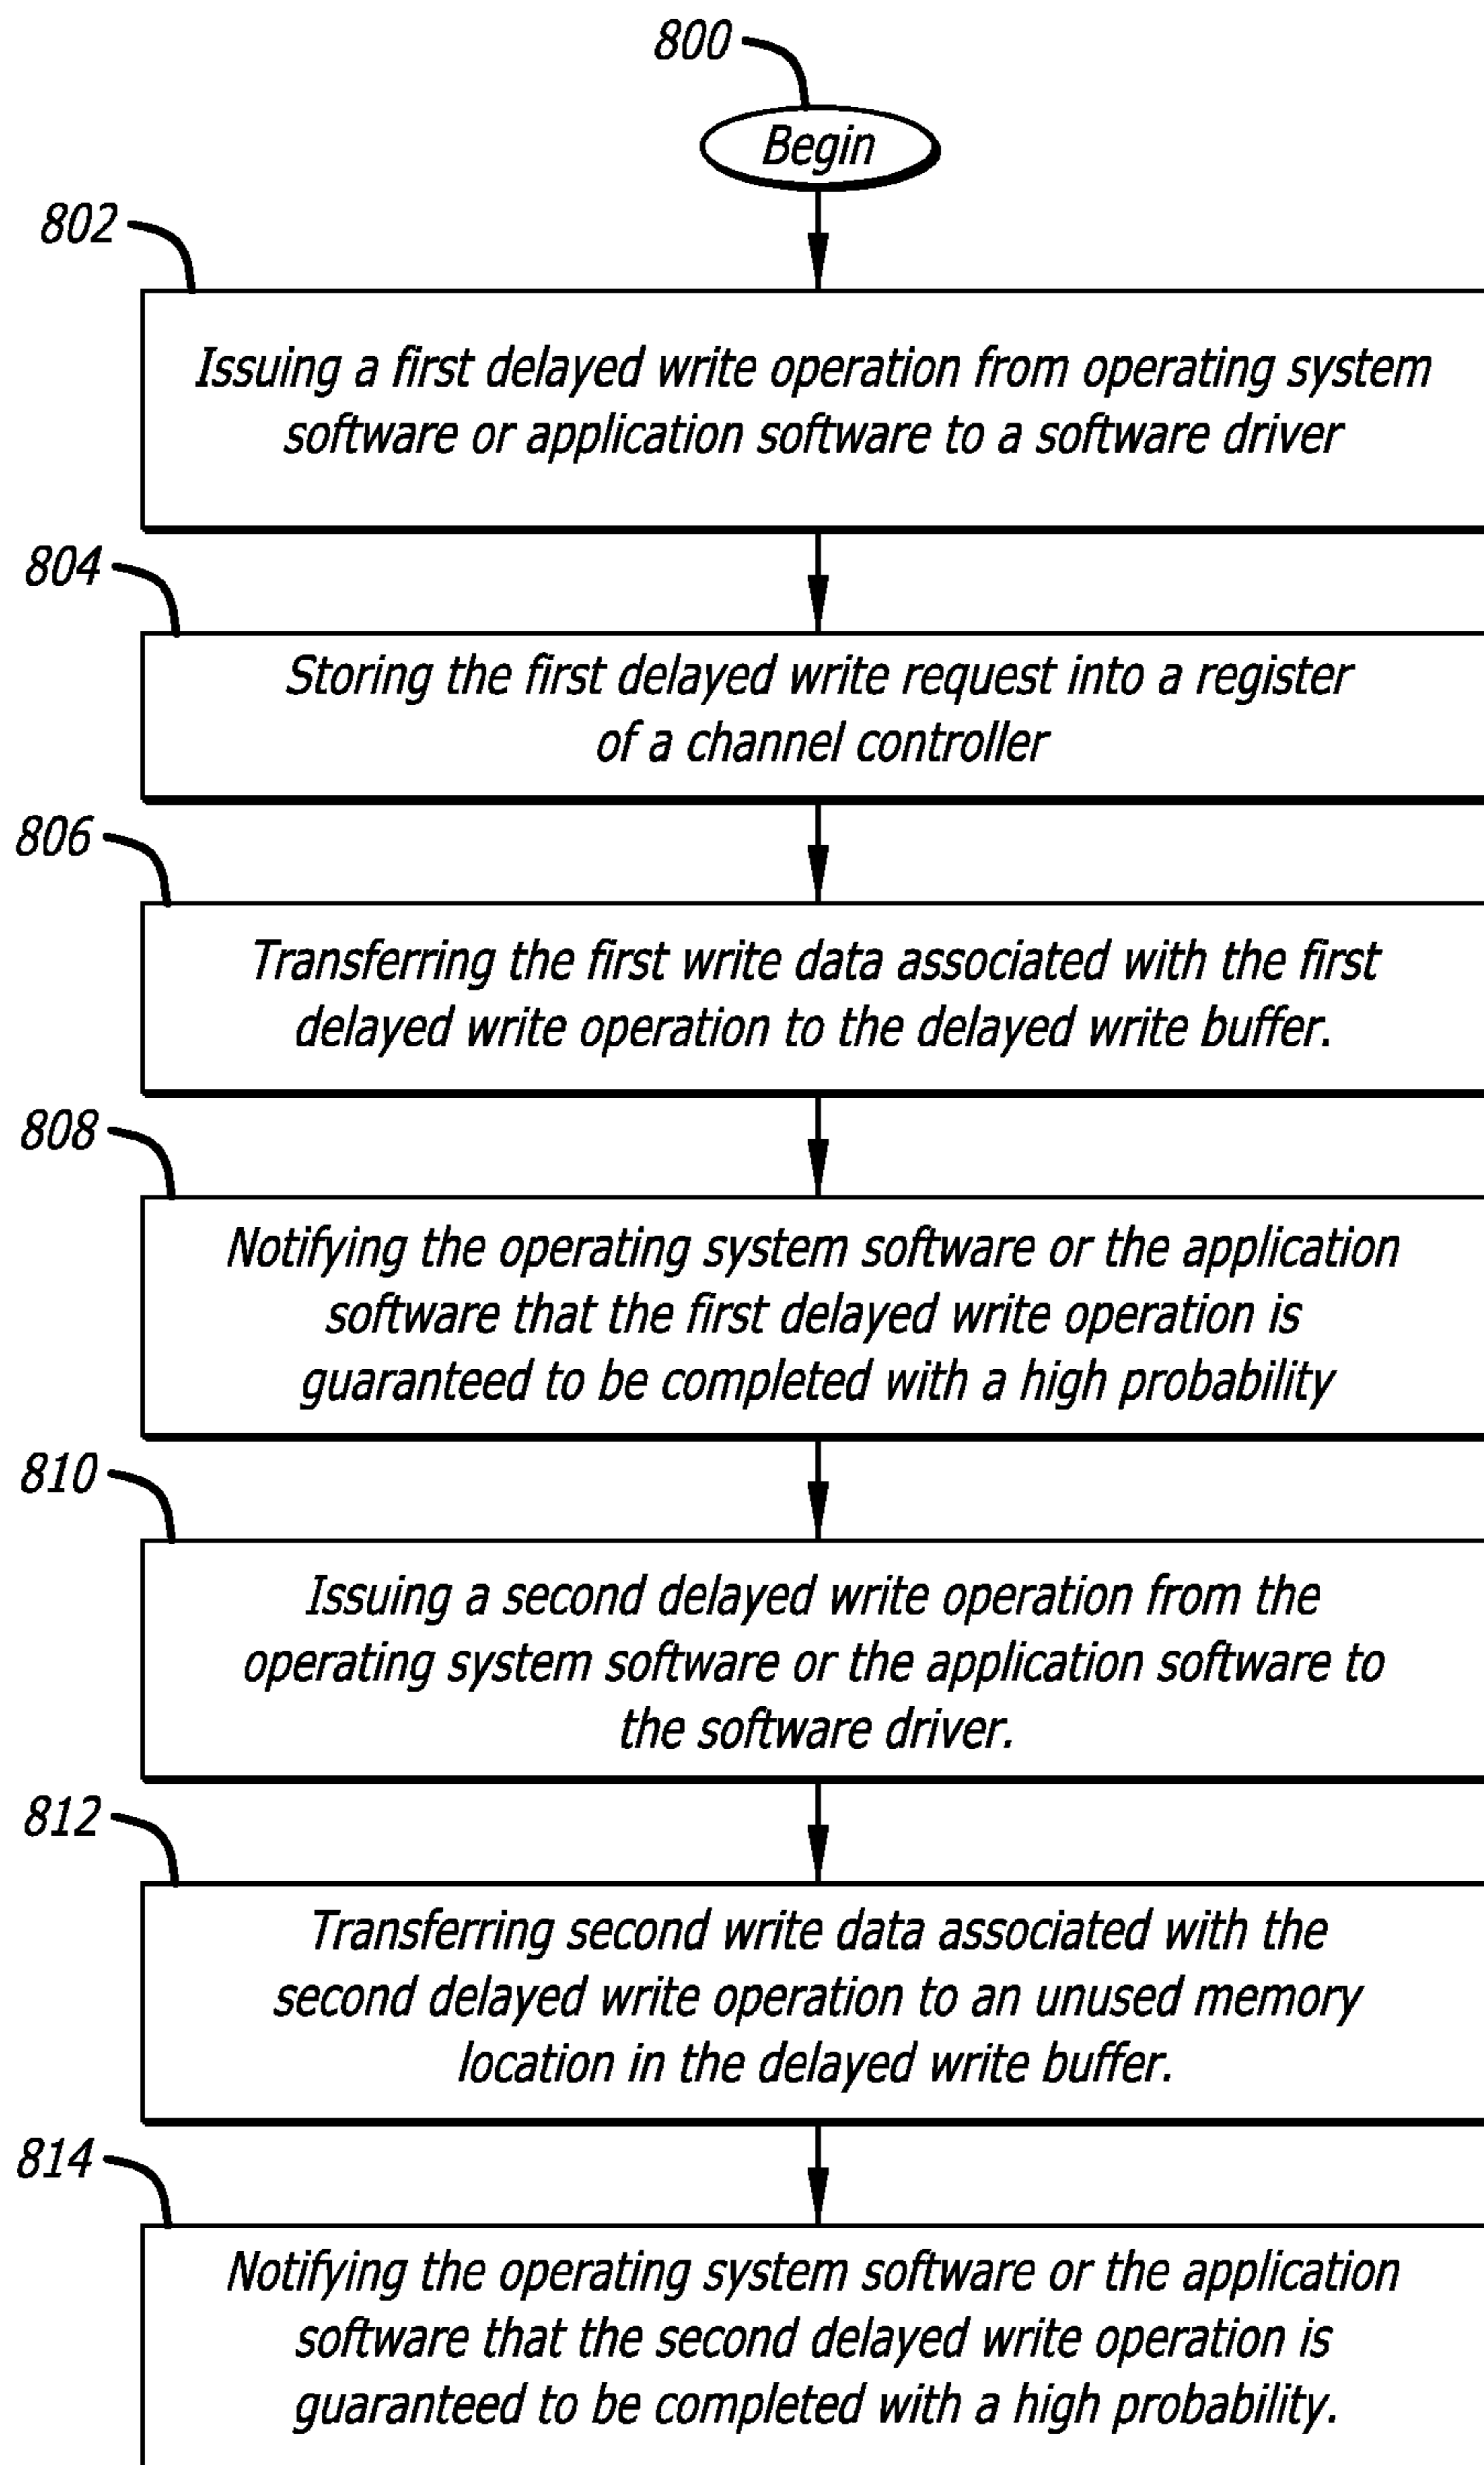 800
Begin
802
Issuing a first delayed write operation from operating system
software or application software to a software driver
804
Storing the first delayed write request into a register
of a channel controller
806
Transferring the first write data associated with the first
delayed write operation to the delayed write buffer.
808
Notifying the operating system software or the application
software that the first delayed write operation is
guaranteed to be completed with a high probability
810
Issuing a second delayed write operation from the
operating system software or the application software to
the software driver.
812
Transferring second write data associated with the
second delayed write operation to an unused memory
location in the delayed write buffer.
814
Notifying the operating system software or the application
software that the second delayed write operation is
guaranteed to be completed with a high probability.